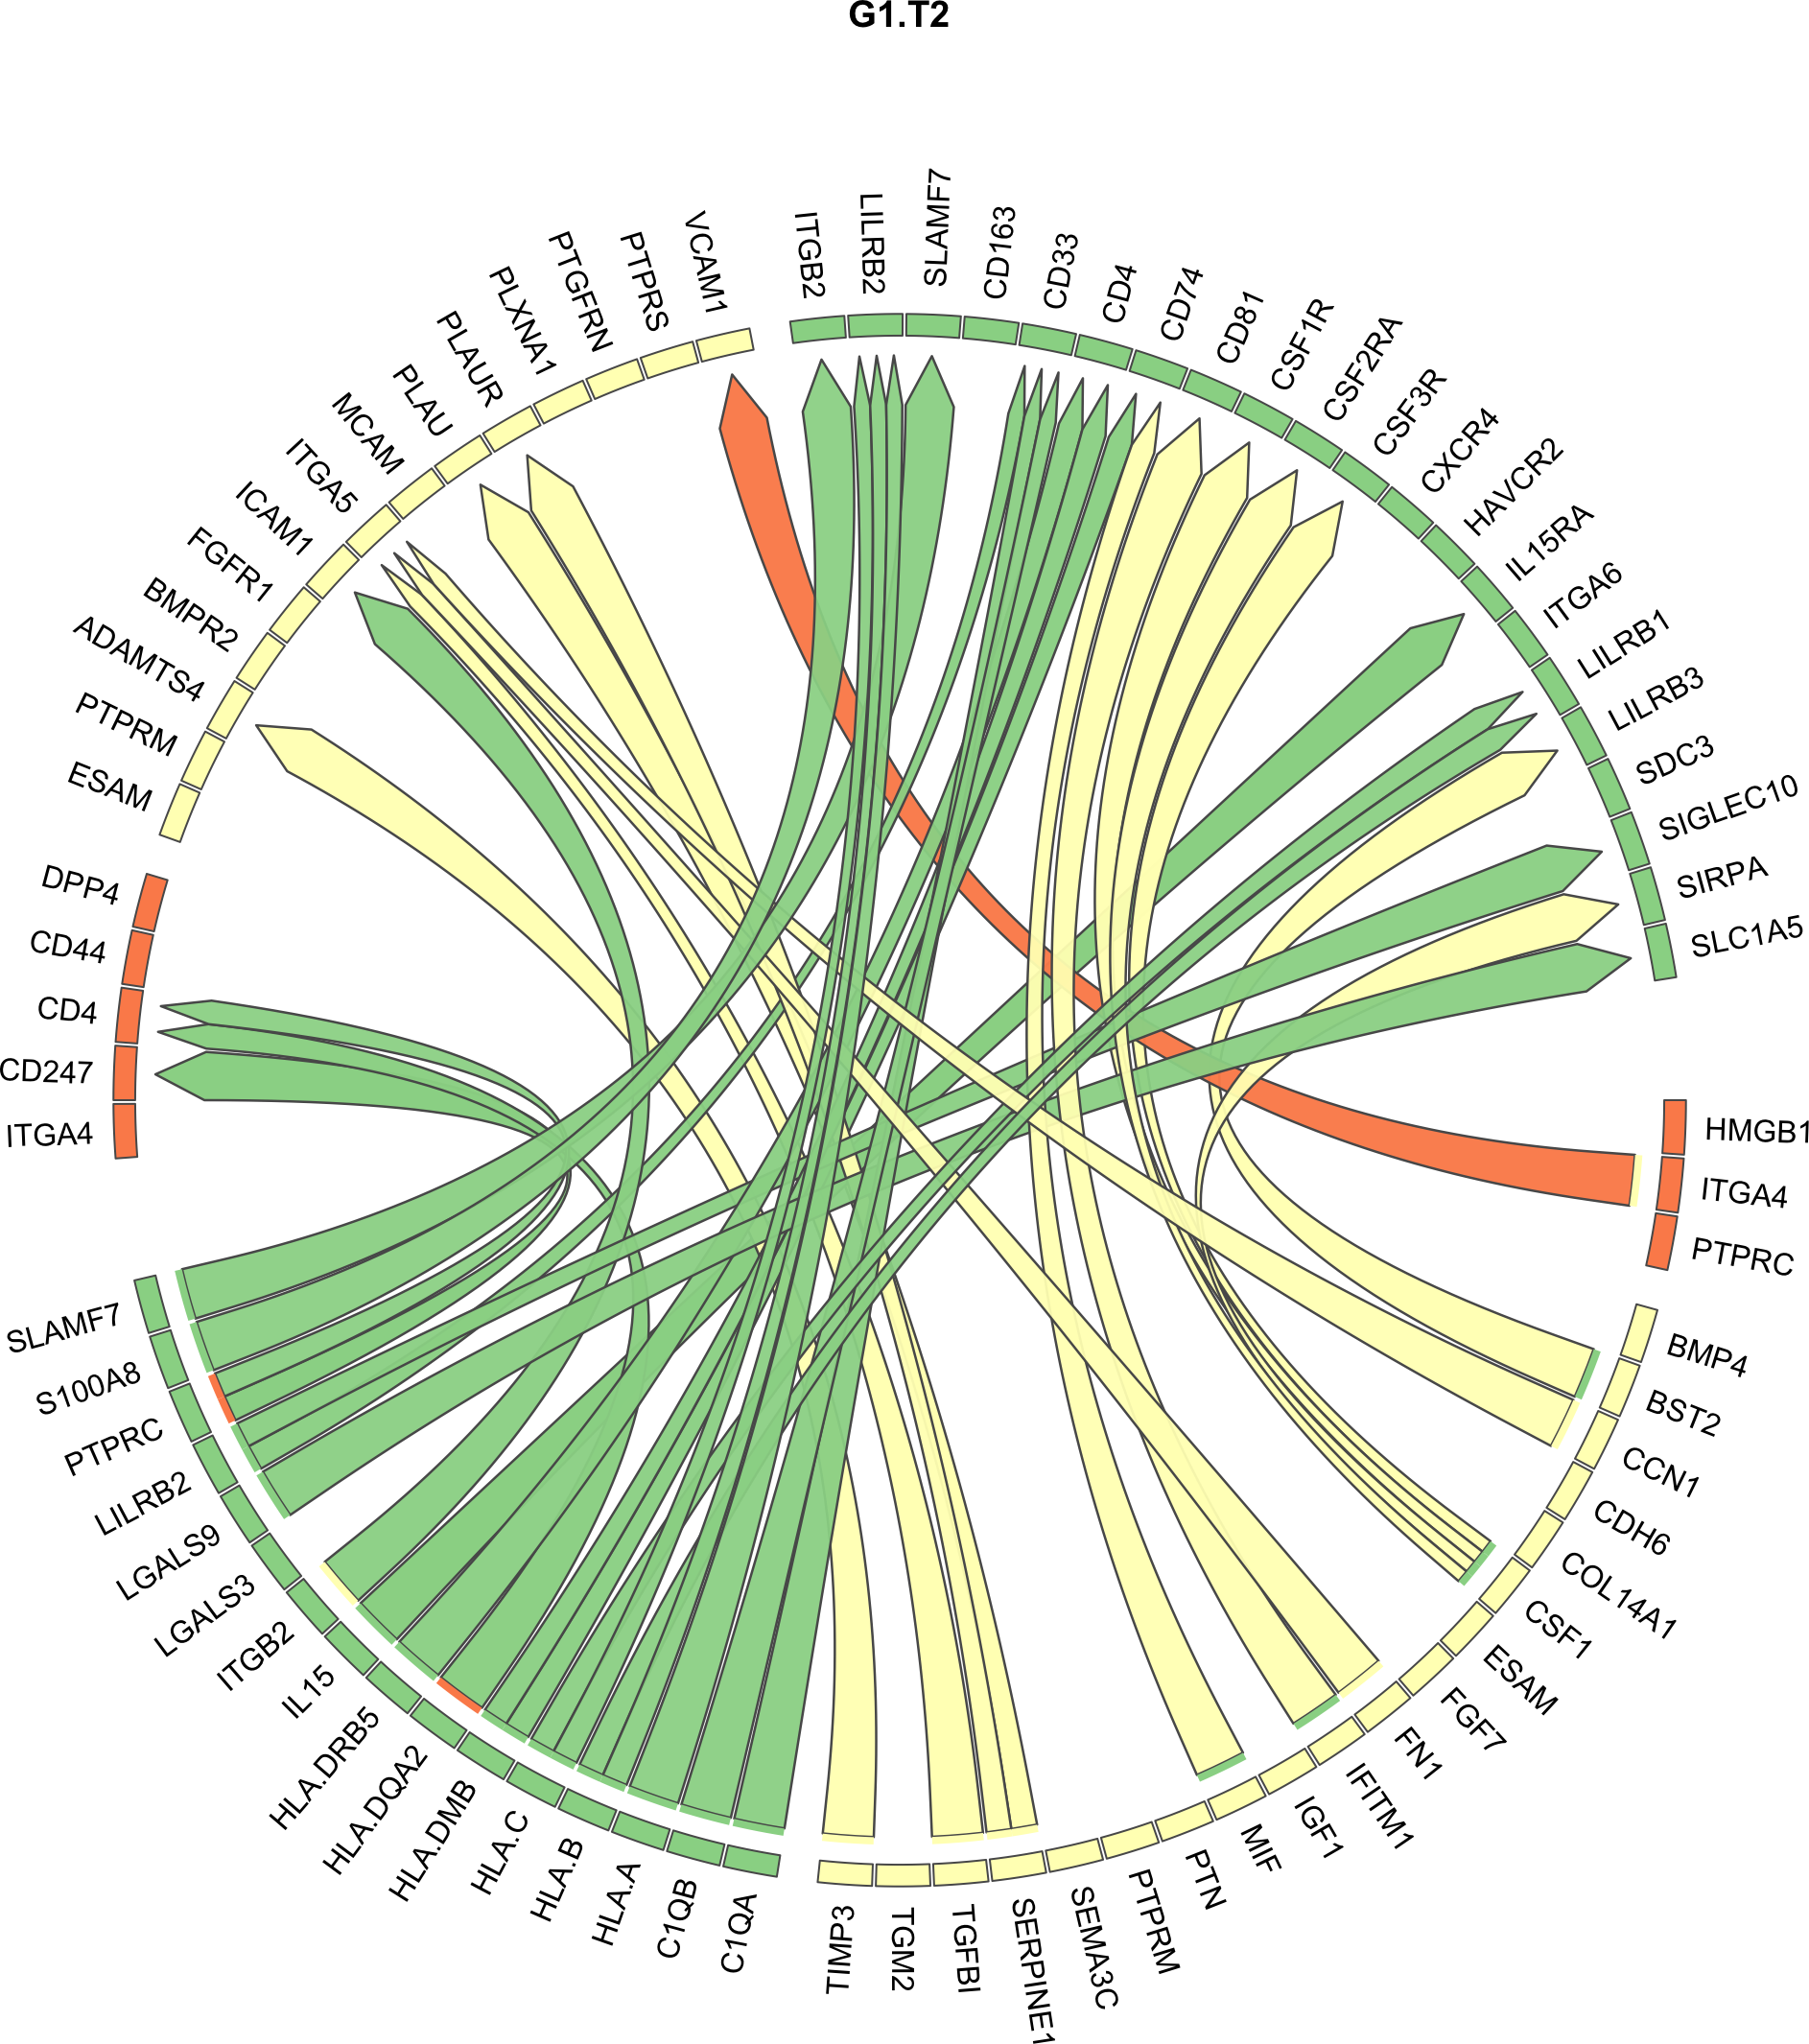 G1.T2
ITGB2
LILRB2
SLAMF7
CD163
CD33
CD4
CD74
CD81
CSF1R
CSF2RA
CSF3R
CXCR4
HAVCR2
IL15RA
ITGA6
LILRB1
LILRB3
SDC3
SIGLEC10
SIRPA
SLC1A5
HMGB1
ITGA4
PTPRC
BMP4
BST2
CCN1
CDH6
COL14A1
CSF1
ESAM
FGF7
FN1
IFITM1
IGF1
MIF
PTN
PTPRM
SEMA3C
SERPINE1
TGFBI
TGM2
TIMP3
C1QA
C1QB
HLA.A
HLA.B
HLA.C
HLA.DMB
HLA.DQA2
HLA.DRB5
IL15
ITGB2
LGALS3
LGALS9
LILRB2
PTPRC
S100A8
SLAMF7
ITGA4
CD247
CD4
CD44
DPP4
ESAM
PTPRM
ADAMTS4
BMPR2
FGFR1
ICAM1
ITGA5
MCAM
PLAU
PLAUR
PLXNA1
PTGFRN
PTPRS
VCAM1